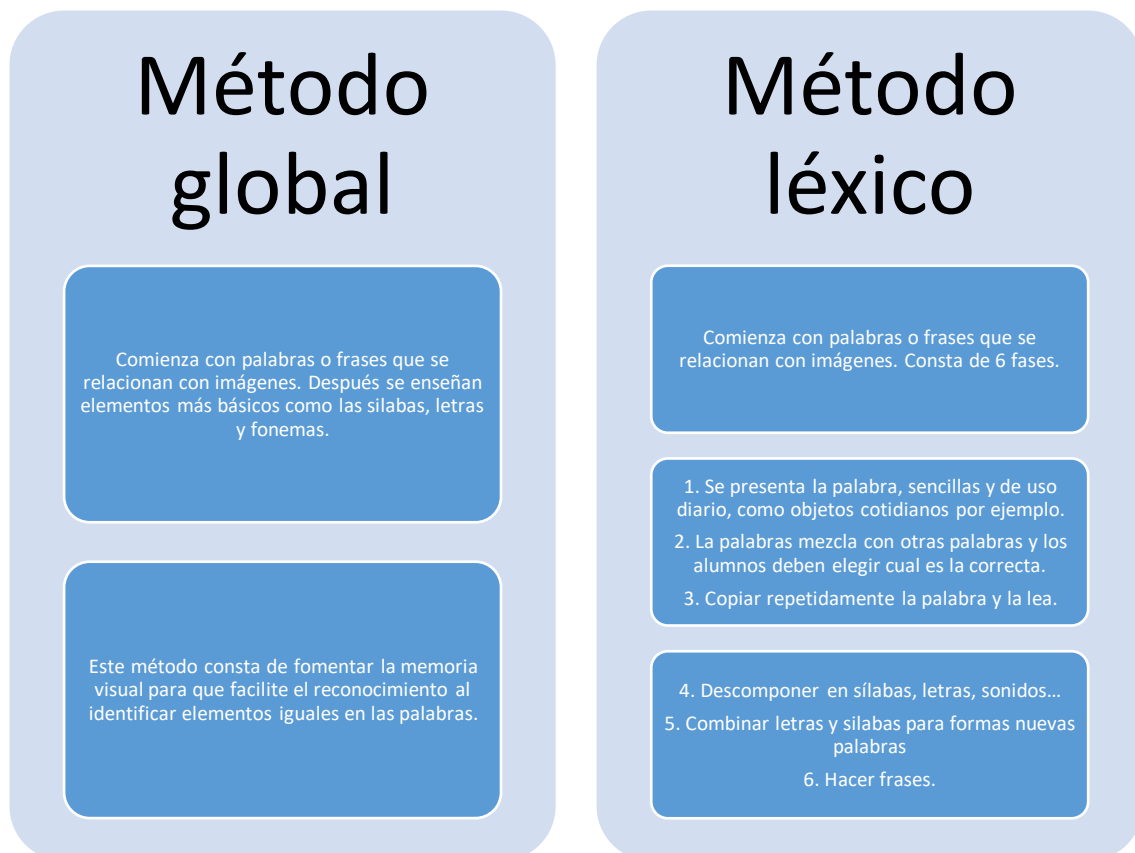 Método
global
Comienza con palabras o frases que se
relacionan con imágenes. Después se enseñan
elementos más básicos como las silabas, letras
y fonemas.
Este método consta de fomentar la memoria
visual para que facilite el reconocimiento al
identificar elementos iguales en las palabras.
Método
léxico
Comienza con palabras o frases que se
relacionan con imágenes. Consta de 6 fases.
1. Se presenta la palabra, sencillas y de uso
diario, como objetos cotidianos por ejemplo.
2. La palabras mezcla con otras palabras y los
alumnos deben elegir cual es la correcta.
3. Copiar repetidamente la palabra y la lea.
4. Descomponer en sílabas, letras, sonidos…
5. Combinar letras y silabas para formas nuevas
palabras
6. Hacer frases.